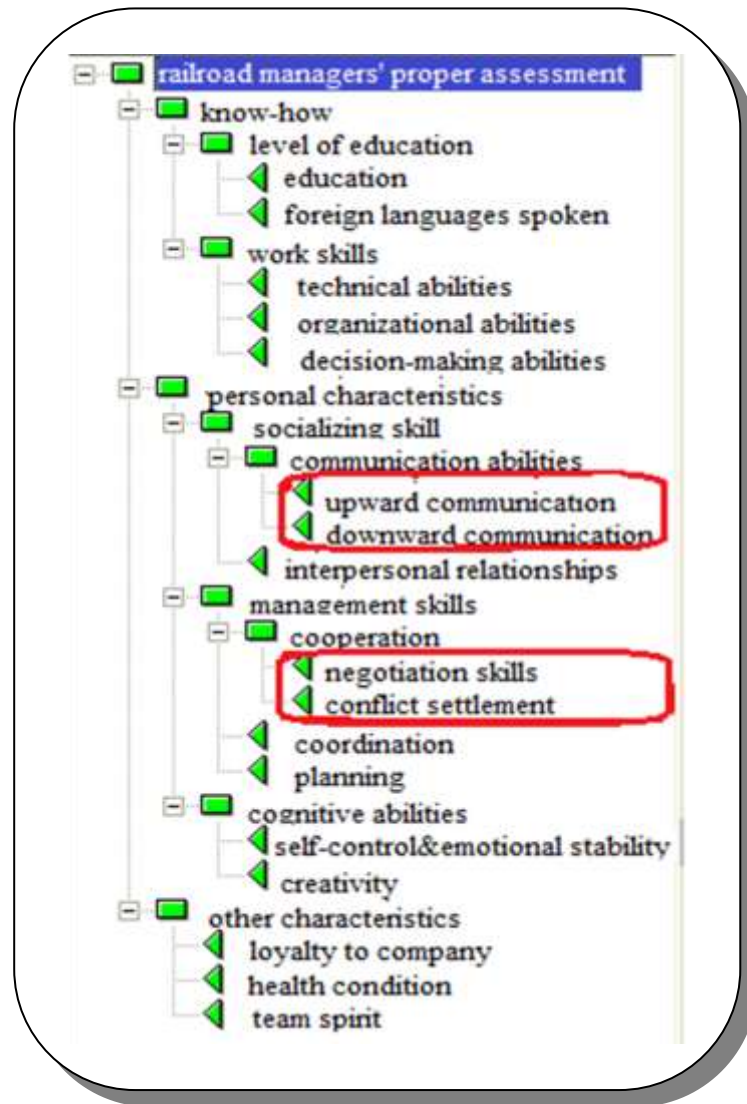 railroad managers' proper assessment
know-how
level of education
education
foreign languages spoken
work skills
technical abilities
organizational abilities
decision-making abilities
personal characteristics
socializing skill
communication abilities
upward communication
downward communication
interpersonal relationships
management skills
cooperation
negotiation skills
conflict settlement
coordination
planning
cognitive abilities
self-control&emotional stability
creativity
other characteristics
loyalty to company
health condition
team spirit